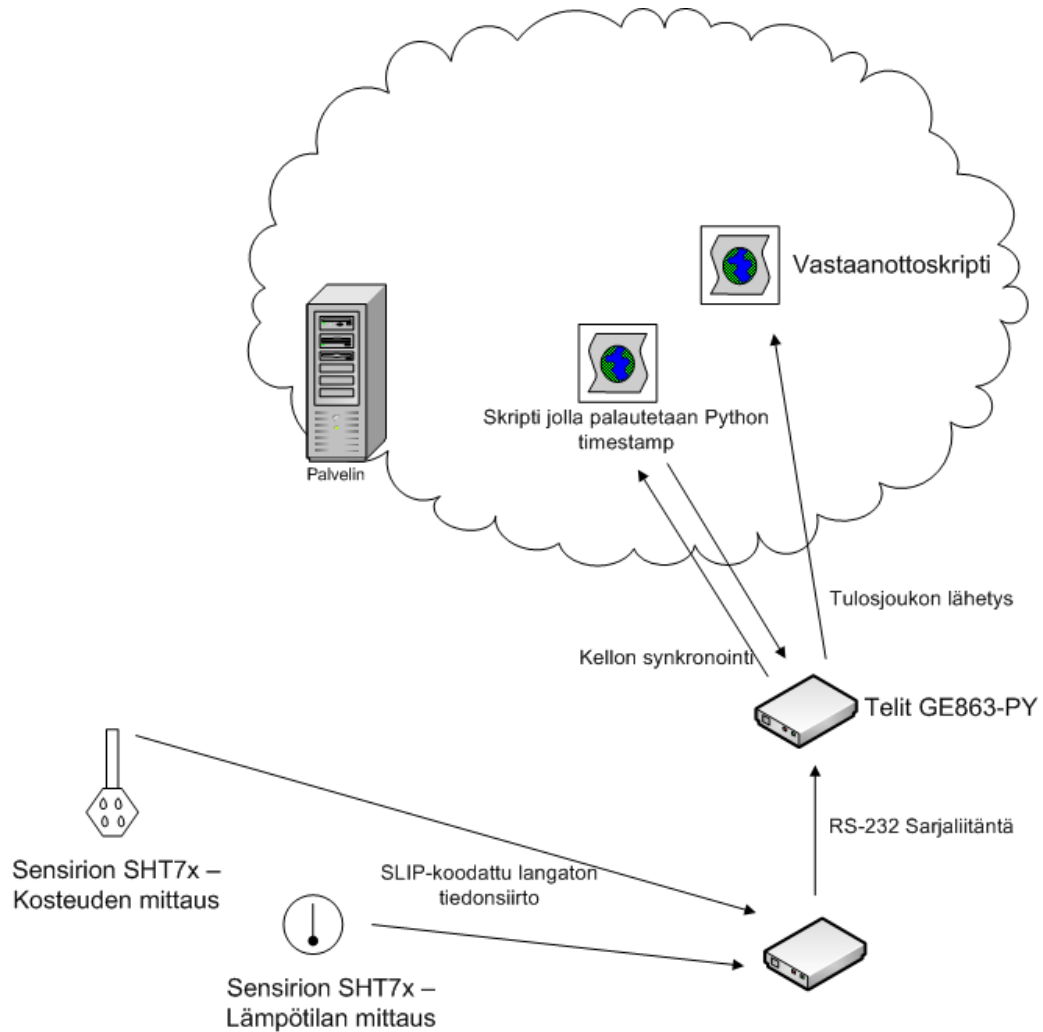 Vastaanottoskripti
Skripti jolla palautetaan Python
timestamp
Palvelin
Tulosjoukon lähetys
Kellon synkronointi
Telit GE863-PY
RS-232 Sarjaliitäntä
SLIP-koodattu langaton
tiedonsiirto
Sensirion SHT7x –
Kosteuden mittaus
Sensirion SHT7x –
Lämpötilan mittaus